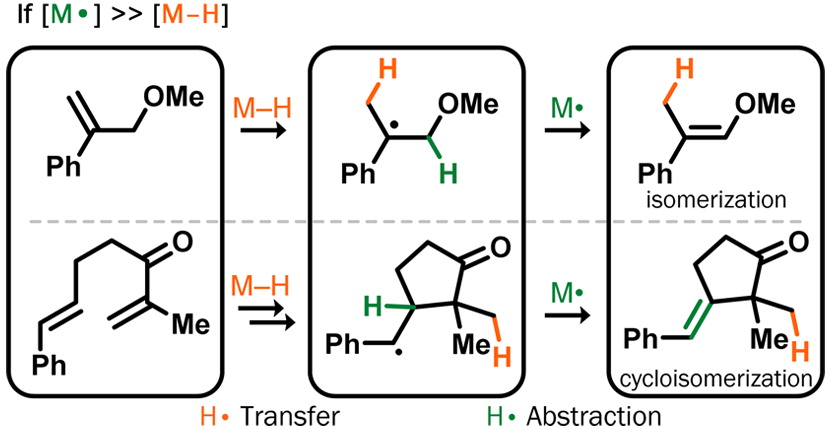 If [M•] >> [M–H]
OMe
Ph
M–H
H
OMe
Ph
H
M•
H
OMe
Ph
isomerization
O
Me
Ph
M–H
O
H
Ph
Me
H
M•
O
Ph
Me
H
cycloisomerization
H• Transfer
H• Abstraction